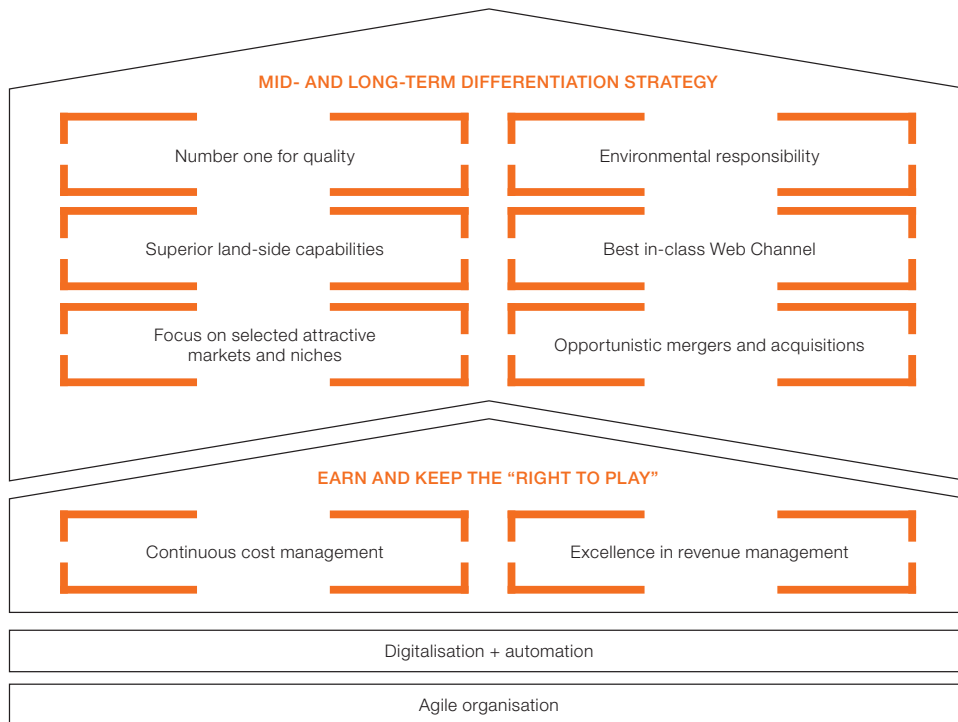 MID- AND LONG-TERM DIFFERENTIATION STRATEGY
Number one for quality
Environmental responsibility
Superior land-side capabilities
Best in-class Web Channel
Focus on selected attractive
markets and niches
Opportunistic mergers and acquisitions
EARN AND KEEP THE “RIGHT TO PLAY”
Continuous cost management
Excellence in revenue management
Digitalisation + automation
Agile organisation